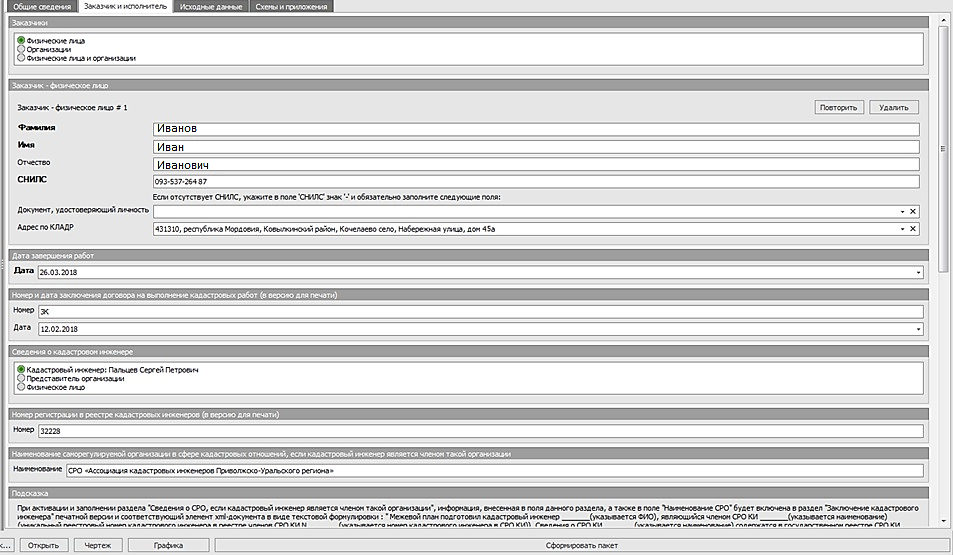 Общие сведения Заказчик и исполнитель Исходные данные Схемы и приложения
Заказчики
Физические лица
Организации
Физические лица и организации
Заказчик - физическое лицо
Заказчик - физическое лицо # 1 Повторить Удалить
Фамилия Иванов
Имя Иван
Отчество Иванович
СНИЛС 093-537-264 87
Если отсутствует СНИЛС, укажите в поле 'СНИЛС' знак '-' и обязательно заполните следующие поля:
Документ, удостоверяющий личность
Адрес по КЛАДР 431310, республика Мордовия, Ковылкинский район, Кочелаево село, Набережная улица, дом 45а
Дата завершения работ
Дата 26.03.2018
Номер и дата заключения договора на выполнение кадастровых работ (в версию для печати)
Номер 3К
Дата 12.02.2018
Сведения о кадастровом инженере
Кадастровый инженер: Пальцев Сергей Петрович
Представитель организации
Физическое лицо
Номер регистрации в реестре кадастровых инженеров (в версию для печати)
Номер 32228
Наименование саморегулируемой организации в сфере кадастровых отношений, если кадастровый инженер является членом такой организации
Наименование СРО «Ассоциация кадастровых инженеров Приволжско-Уральского региона»
Подсказка
При активации и заполнении раздела "Сведения о СРО, если кадастровый инженер является членом такой организации", информация, внесенная в поля данного раздела, а также в поле "Наименование СРО" будет включена в раздел "Заключение кадастрового
инженера" печатной версии и соответствующий элемент xml-документа в виде текстовой формулировки : " Межевой план подготовил кадастровый инженер ______(указывается ФИО), являющийся членом СРО КИ ______(указывается наименование)
(уникальный реестровый номер кадастрового инженера в реестре членов СРО КИ N ______(указывается номер кадастрового инженера в СРО КИ)). Сведения о СРО КИ ______(указывается наименование) содержатся в государственном реестре СРО КИ
к... Открыть Чертеж Графика Сформировать пакет